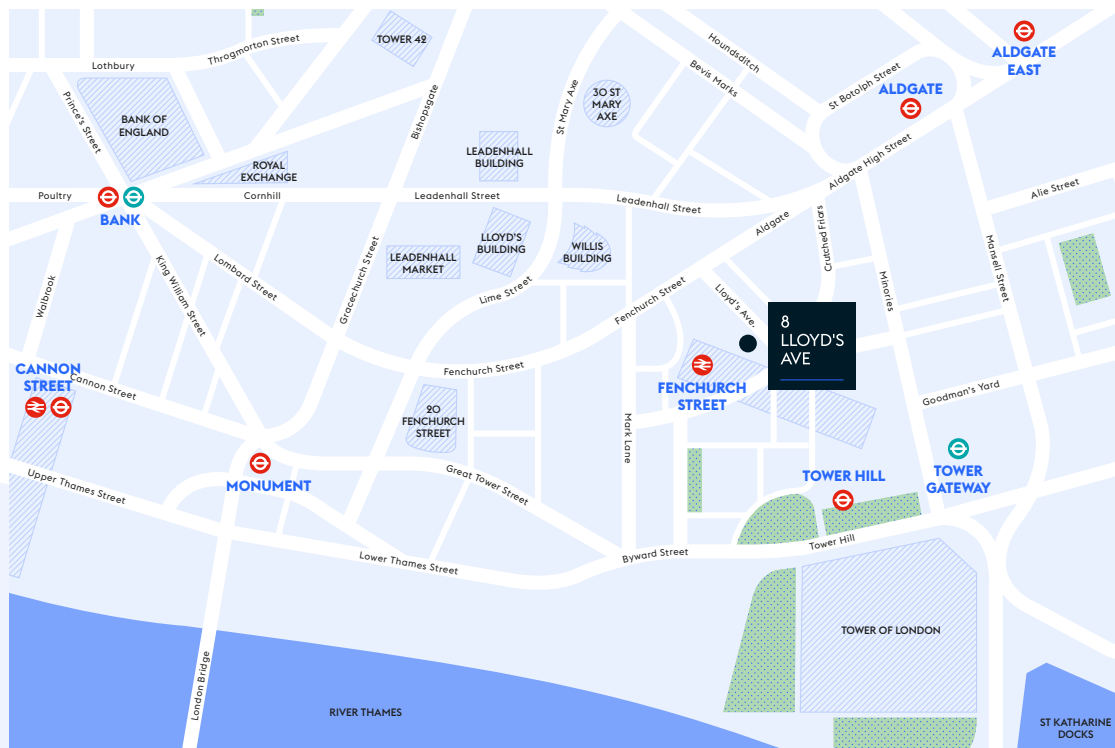 TOWER 42
Throgmorton Street
Lothbury
Houndsditch
Bevis Marks
ALDGATE
EAST
St Botolph Street
ALDGATE
Prince's Street
BANK OF
ENGLAND
Bishopsgate
St Mary Axe
30 ST
MARY
AXE
LEADENHALL
BUILDING
ROYAL
EXCHANGE
Aldgate High Street
Poultry
Cornhill
Leadenhall Street
Leadenhall Street
Alie Street
BANK
Aldgate
Crutched Friars
LLOYD'S
BUILDING
WILLIS
BUILDING
LEADENHALL
MARKET
Mansell Street
Minories
Walbrook
King William Street
Lombard Street
Gracechurch Street
Lime Street
Fenchurch Street
Lloyd's Ave.
8
LLOYD'S
AVE
CANNON
STREET
Cannon Street
Fenchurch Street
FENCHURCH
STREET
Goodman's Yard
20
FENCHURCH
STREET
Mark Lane
MONUMENT
Upper Thames Street
Great Tower Street
TOWER HILL
TOWER
GATEWAY
Lower Thames Street
Byward Street
Tower Hill
TOWER OF LONDON
London Bridge
RIVER THAMES
ST KATHARINE
DOCKS